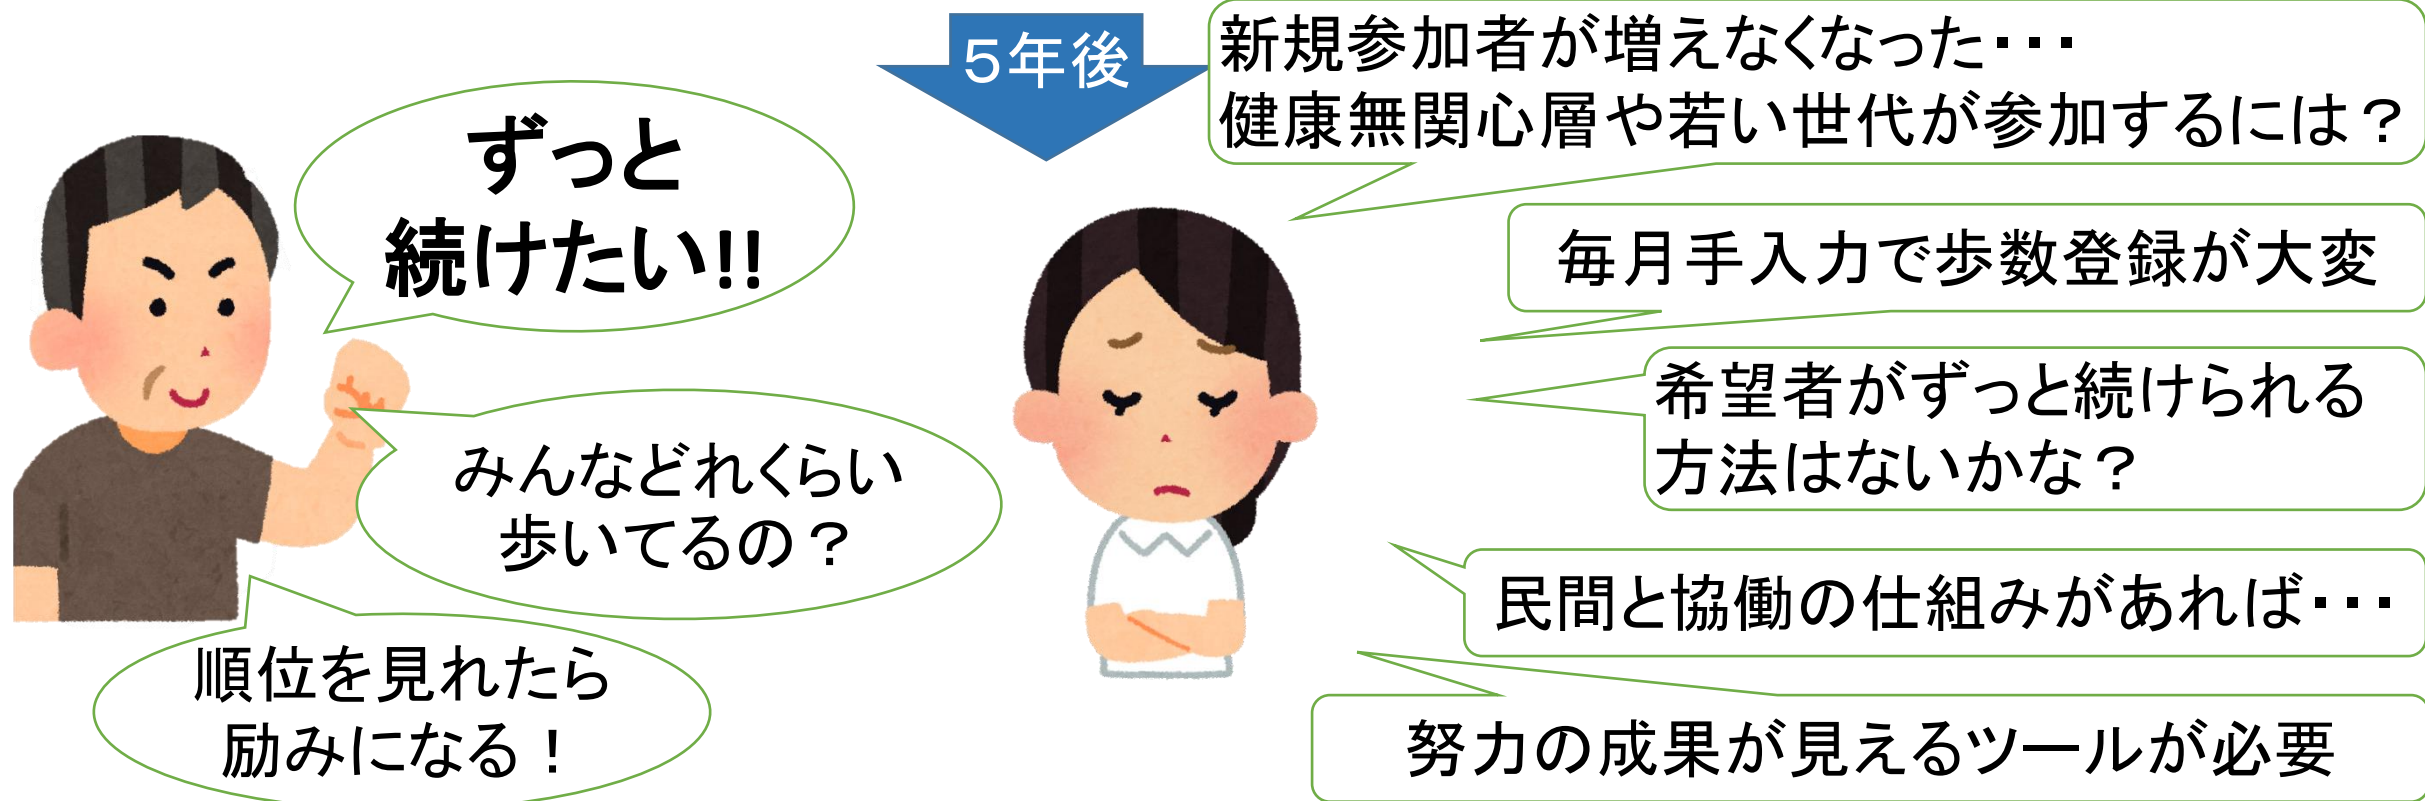 ５年後
ずっと
続けたい!!
みんなどれくらい
歩いてるの？
順位を見れたら
励みになる！
新規参加者が増えなくなった・・・
健康無関心層や若い世代が参加するには？
毎月手入力で歩数登録が大変
希望者がずっと続けられる
方法はないかな？
民間と協働の仕組みがあれば・・・
努力の成果が見えるツールが必要